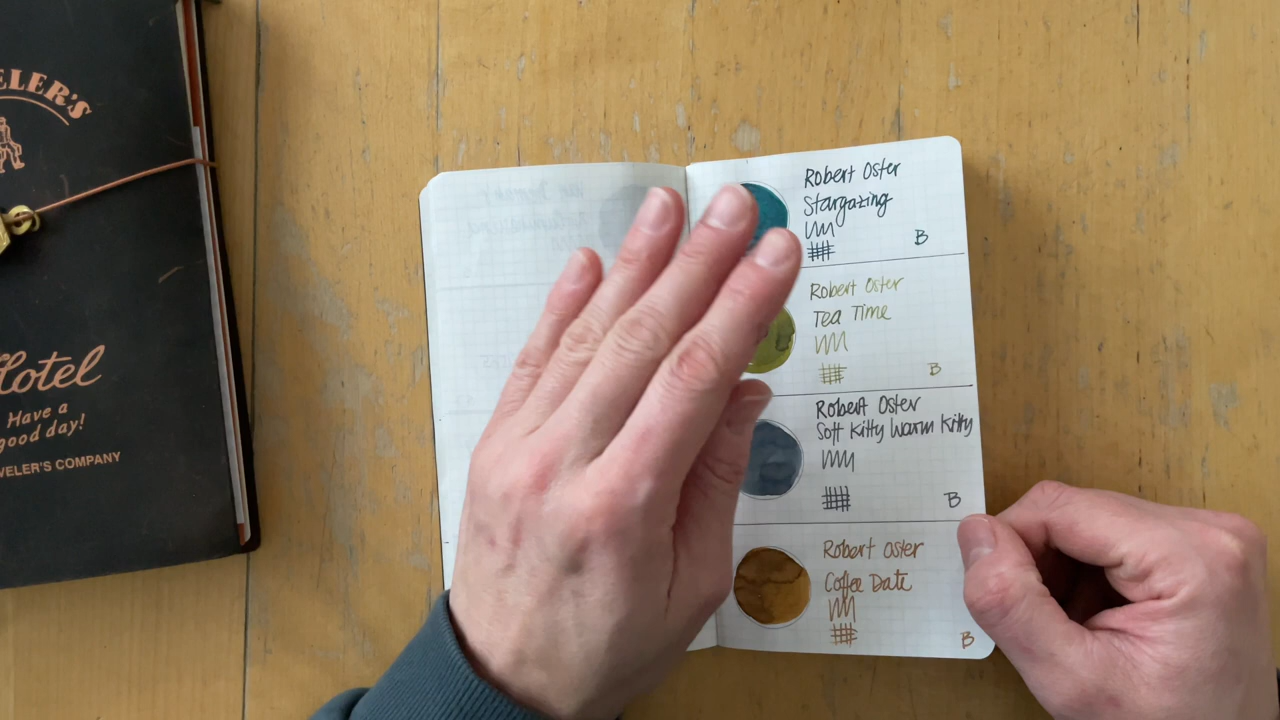 ELER'S
Hotel
Have a
good day!
VELER'S COMPANY
Robert Oster
Stargazing
B
Robert Oster
Tea Time
B
Robert Oster
Soft Kitty Warm Kitty
B
Robert Oster
Coffee Date
B